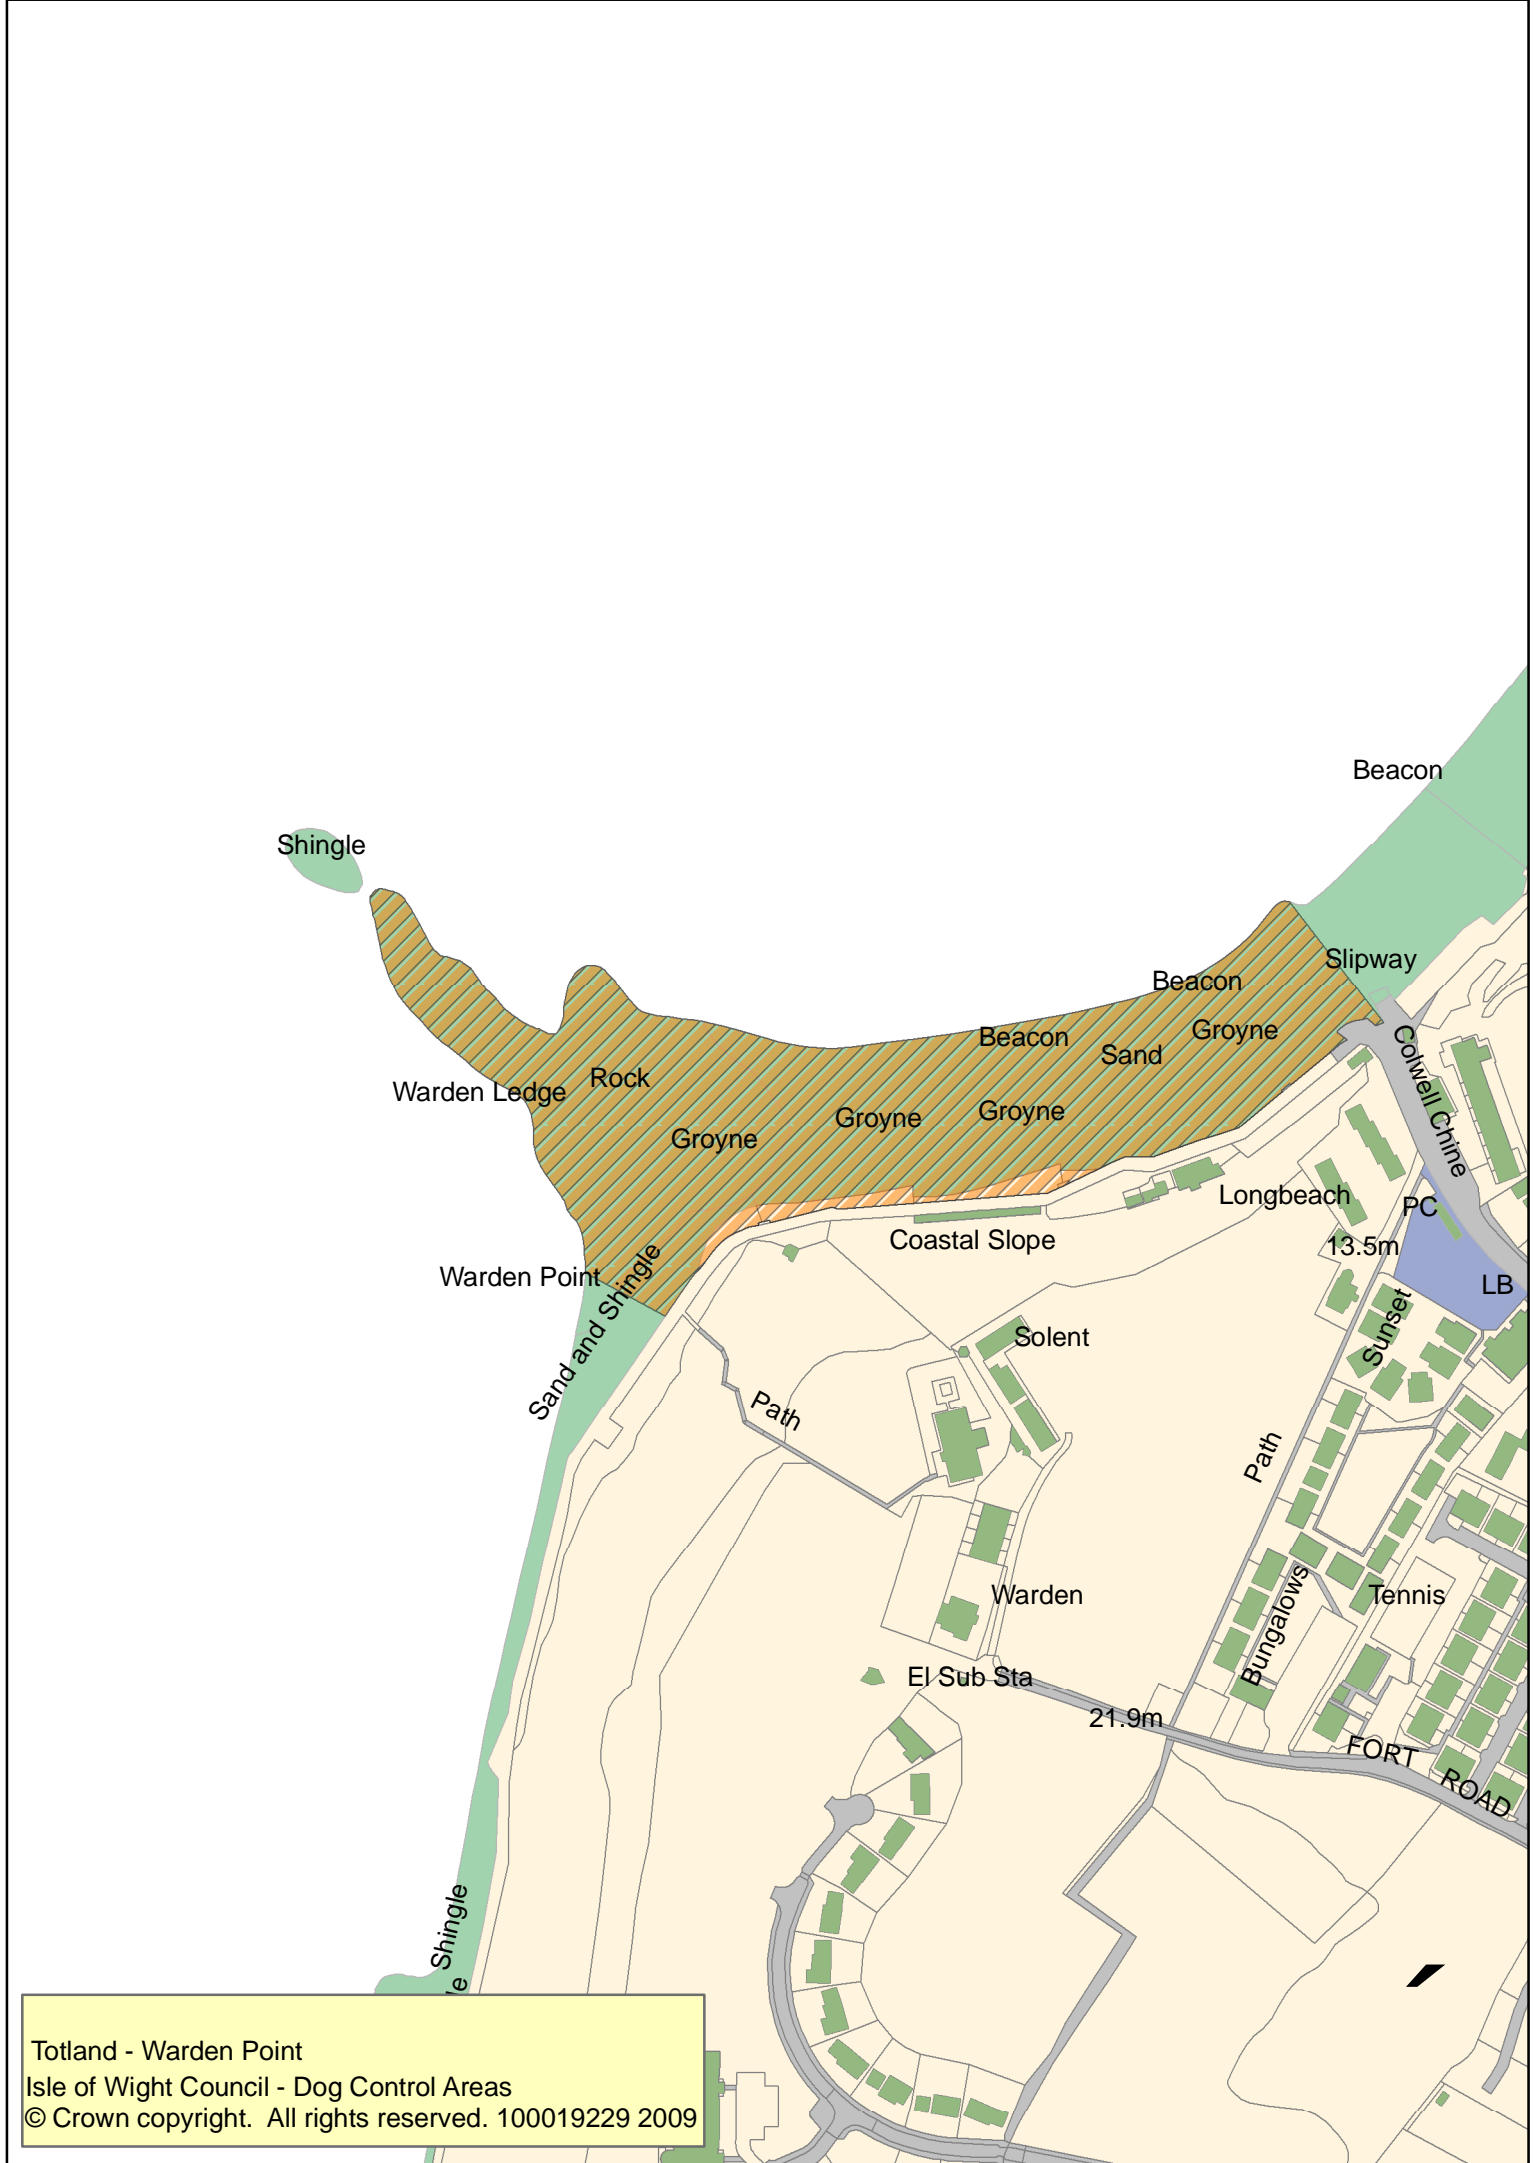 Beacon
Shingle
Slipway
Beacon
Groyne
Beacon
Sand
Colwell Chine
Rock
Warden Ledge
Groyne
Groyne
Groyne
Longbeach
PC
Coastal Slope
13.5m
Warden Point
LB
Sand and Shingle
Solent
Sunset
Path
Path
Warden
Tennis
Bungalows
El Sub Sta
21.9m
FORT ROAD
Shingle
le
Totland - Warden Point
Isle of Wight Council - Dog Control Areas
© Crown copyright. All rights reserved. 100019229 2009